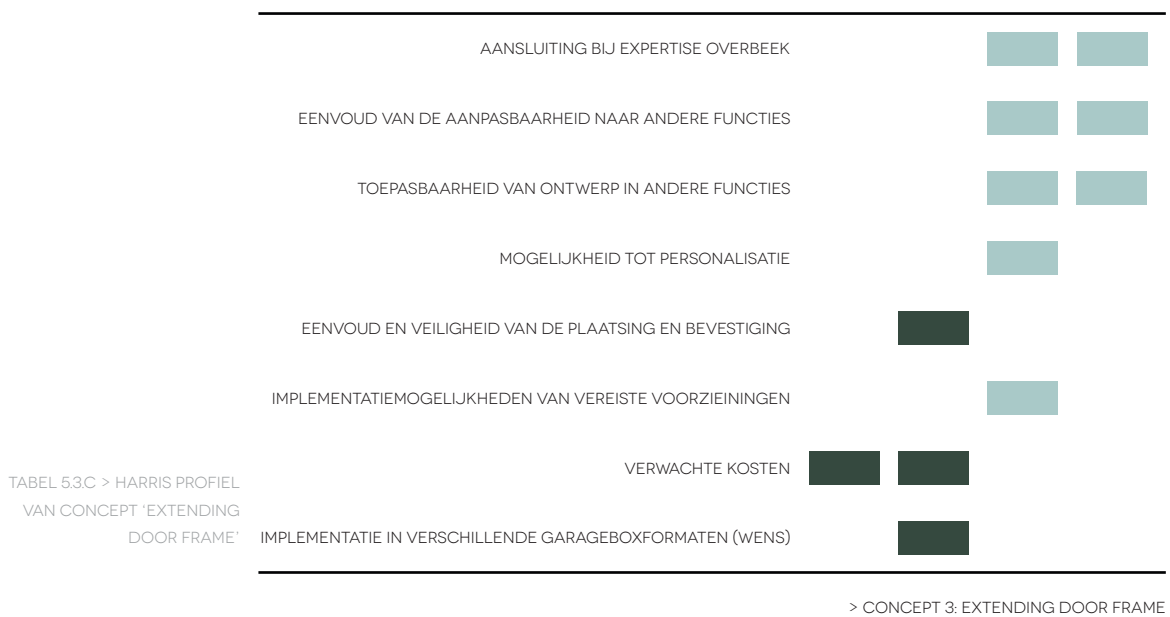 AANSLUITING BIJ EXPERTISE OVERBEEK
EENVOUD VAN DE AANPASBAARHEID NAAR ANDERE FUNCTIES
TOEPASBAARHEID VAN ONTWERP IN ANDERE FUNCTIES
MOGELIJKHEID TOT PERSONALISATIE
EENVOUD EN VEILIGHEID VAN DE PLAATSING EN BEVESTIGING
IMPLEMENTATIEMOGELIJKHEDEN VAN VEREISTE VOORZIEININGEN
VERWACHTE KOSTEN
IMPLEMENTATIE IN VERSCHILLENDE GARAGEBOXFORMATEN (WENS)
TABEL 5.3.C > HARRIS PROFIEL
VAN CONCEPT ‘EXTENDING
DOOR FRAME’
> CONCEPT 3: EXTENDING DOOR FRAME